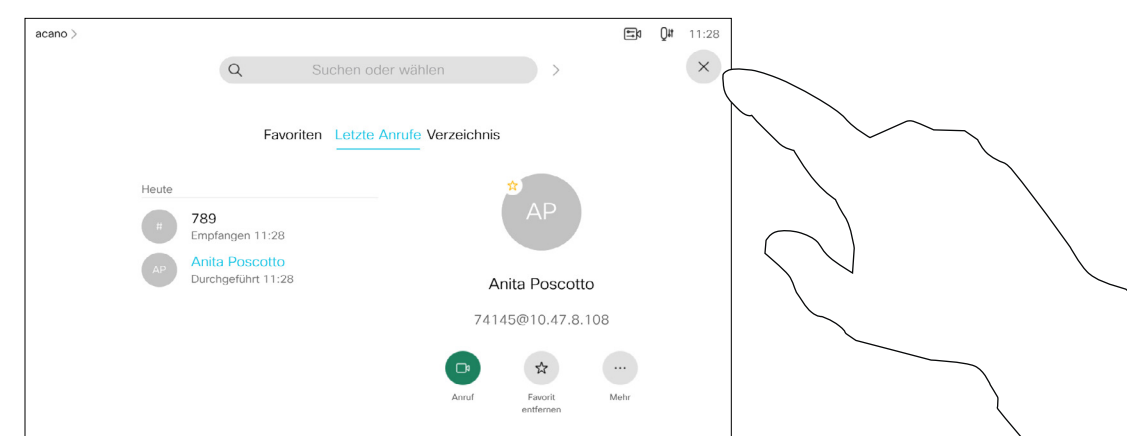 acano >
11:28
Suchen oder wählen
Favoriten Letzte Anrufe Verzeichnis
Heute
#
789
Empfangen 11:28
AP
Anita Poscotto
Durchgeführt 11:28
AP
Anita Poscotto
74145@10.47.8.108
Anruf
Favorit
entfernen
Mehr